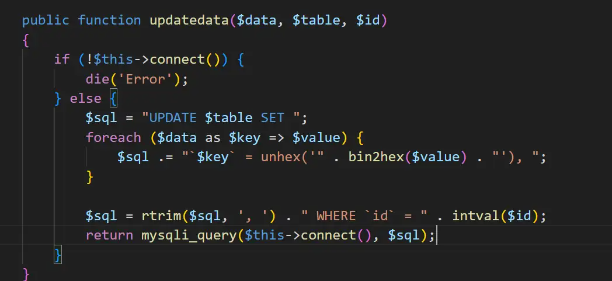 public function updatedata($data, $table, $id)
{
if (!$this->connect()) {
die('Error');
} else {
$sql = "UPDATE $table SET ";
foreach ($data as $key => $value) {
$sql .= "`$key` = unhex('" . bin2hex($value) . "'), ";
}
$sql = rtrim($sql, ', ') . " WHERE `id` = " . intval($id);
return mysqli_query($this->connect(), $sql);
}
}